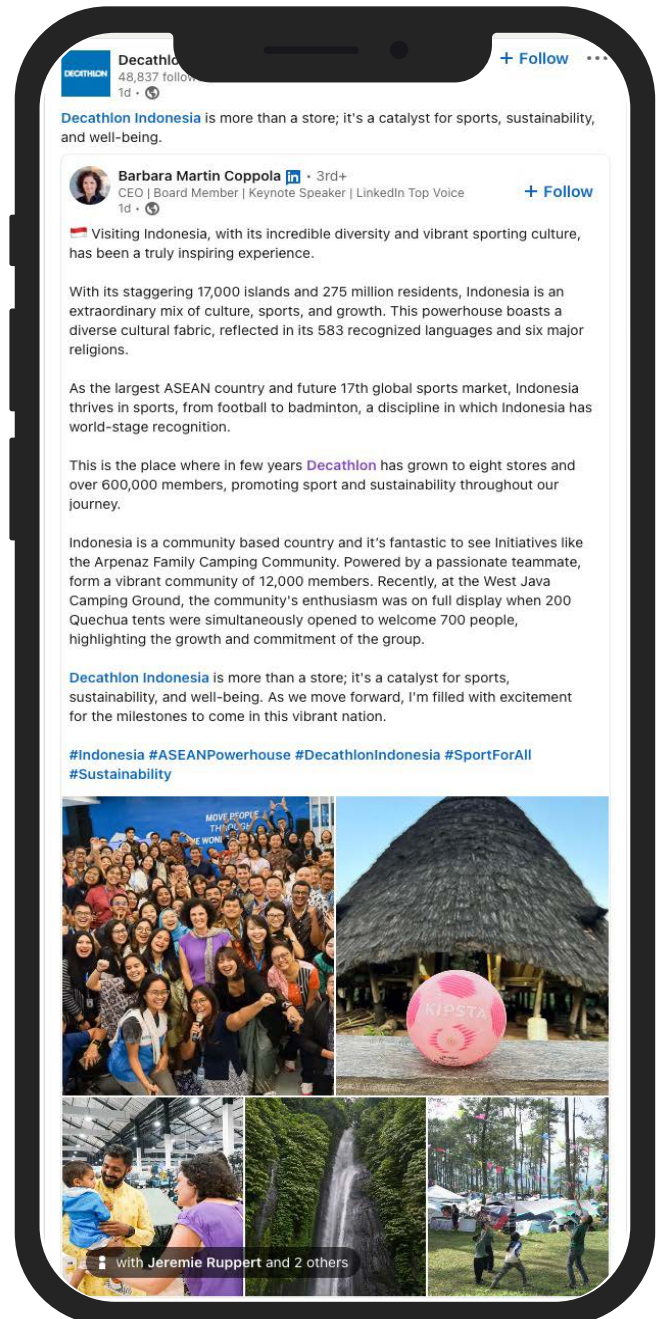 DECATHLON
Decathlo
48,837 follow
+ Follow
1d •
Decathlon Indonesia is more than a store; it's a catalyst for sports, sustainability,
and well-being.
Barbara Martin Coppola in • 3rd+
CEO | Board Member | Keynote Speaker | LinkedIn Top Voice
1d •
+ Follow
Visiting Indonesia, with its incredible diversity and vibrant sporting culture,
has been a truly inspiring experience.
With its staggering 17,000 islands and 275 million residents, Indonesia is an
extraordinary mix of culture, sports, and growth. This powerhouse boasts a
diverse cultural fabric, reflected in its 583 recognized languages and six major
religions.
As the largest ASEAN country and future 17th global sports market, Indonesia
thrives in sports, from football to badminton, a discipline in which Indonesia has
world-stage recognition.
This is the place where in few years Decathlon has grown to eight stores and
over 600,000 members, promoting sport and sustainability throughout our
journey.
Indonesia is a community based country and it's fantastic to see Initiatives like
the Arpenaz Family Camping Community. Powered by a passionate teammate,
form a vibrant community of 12,000 members. Recently, at the West Java
Camping Ground, the community's enthusiasm was on full display when 200
Quechua tents were simultaneously opened to welcome 700 people,
highlighting the growth and commitment of the group.
Decathlon Indonesia is more than a store; it's a catalyst for sports,
sustainability, and well-being. As we move forward, I'm filled with excitement
for the milestones to come in this vibrant nation.
#Indonesia #ASEANPowerhouse #DecathlonIndonesia #SportForAll
#Sustainability
MOVE PEOPLE
THROUGH
THE WON
KIPSTA
with Jeremie Ruppert and 2 others